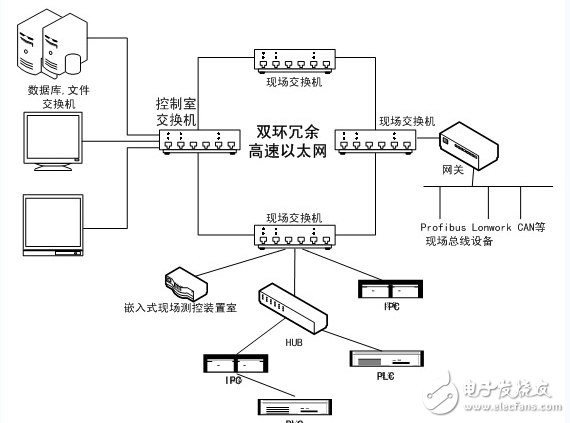 现场交换机
数据库.文件
交换机
控制室
交换机
双环冗余
高速以太网
现场交换机
网关
现场交换机
Profibus Lonwork CAN等
现场总线设备
嵌入式现场测控装置室
IPC
HUB
IPC
PLC
电子发烧友
www.elecfans.com